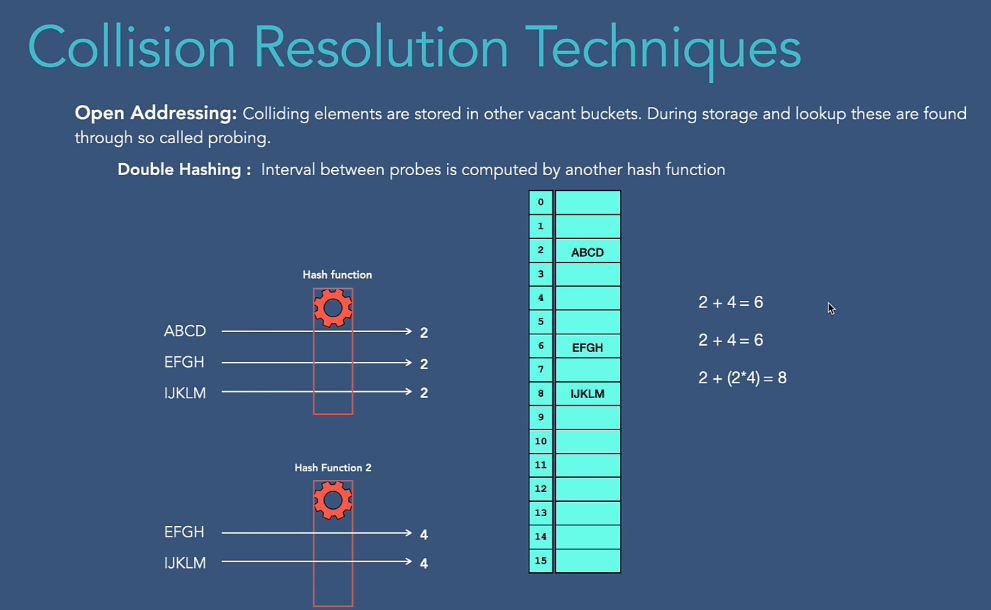 Collision Resolution Techniques
Open Addressing: Colliding elements are stored in other vacant buckets. During storage and lookup these are found
through so called probing.
Double Hashing : Interval between probes is computed by another hash function
Hash function
ABCD 2
EFGH 2
IJKLM 2
Hash Function 2
EFGH 4
IJKLM 4
0
1
2 ABCD
3
4
5
6 EFGH
7
8 IJKLM
9
10
11
12
13
14
15
2 + 4 = 6
2 + 4 = 6
2 + (2*4) = 8